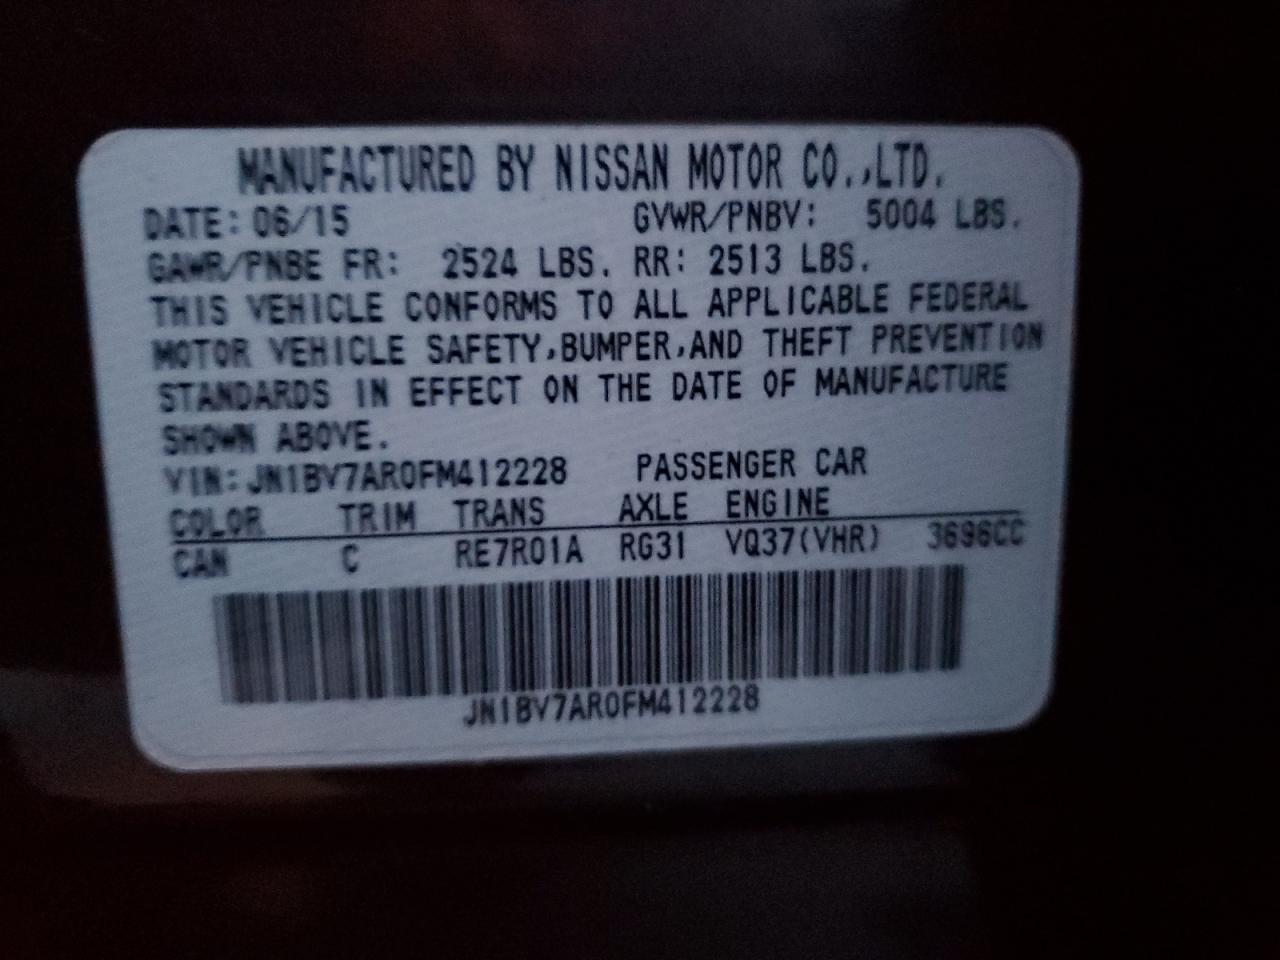 MANUFACTURED BY NISSAN MOTOR CO.,LTD.
DATE: 06/15 GVWR/PNBV: 5004 LBS.
GAWR/PNBE FR: 2524 LBS. RR: 2513 LBS.
THIS VEHICLE CONFORMS TO ALL APPLICABLE FEDERAL
MOTOR VEHICLE SAFETY,BUMPER,AND THEFT PREVENTION
STANDARDS IN EFFECT ON THE DATE OF MANUFACTURE
SHOWN ABOVE.
VIN: JN1BV7AR0FM412228 PASSENGER CAR
COLOR TRIM TRANS AXLE ENGINE
CAN C RE7R01A RG31 VQ37(VHR) 3696CC
JN1BV7AR0FM412228